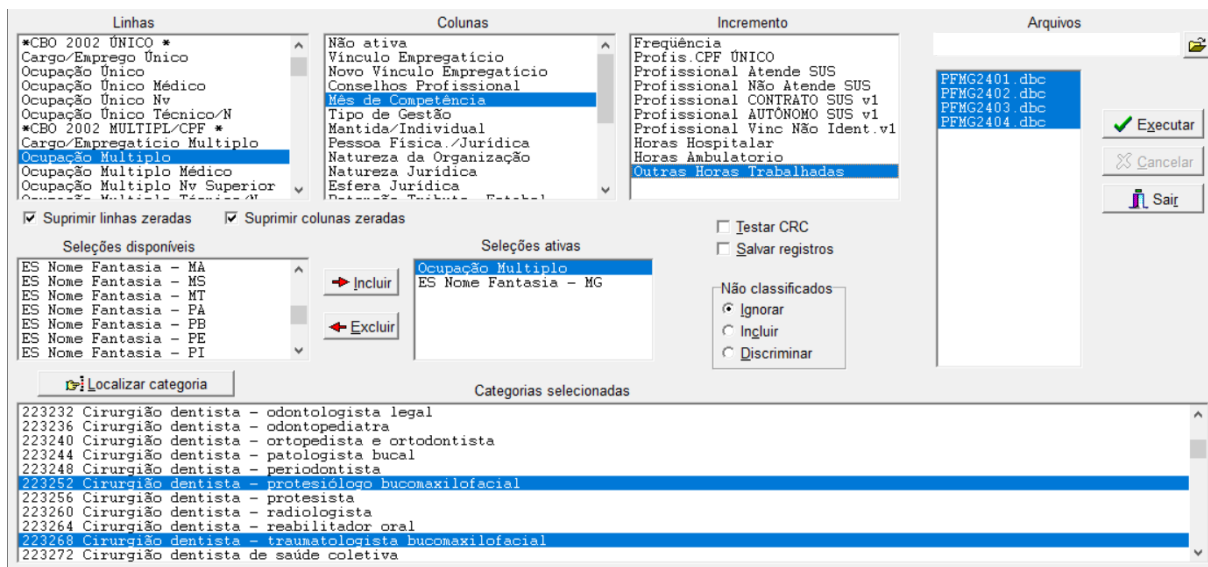 Linhas
*CBO 2002 ÚNICO *
Cargo/Emprego Único
Ocupação Único
Ocupação Único Médico
Ocupação Único Nv
Ocupação Único Técnico/N
*CBO 2002 MULTIPL/CPF *
Cargo/Empregatício Multiplo
Ocupação Multiplo
Ocupação Multiplo Médico
Ocupação Multiplo Nv Superior
Colunas
Não ativa
Vínculo Empregatício
Novo Vínculo Empregatício
Conselhos Profissional
Mês de Competência
Tipo de Gestão
Mantida/Individual
Pessoa Física./Jurídica
Natureza da Organização
Natureza Jurídica
Esfera Jurídica
Incremento
Freqüência
Profis.CPF ÚNICO
Profissional Atende SUS
Profissional Não Atende SUS
Profissional CONTRATO SUS v1
Profissional AUTÔNOMO SUS v1
Profissional Vinc Não Ident.v1
Horas Hospitalar
Horas Ambulatorio
Outras Horas Trabalhadas
Arquivos
PFMG2401.dbc
PFMG2402.dbc
PFMG2403.dbc
PFMG2404.dbc
Executar
Cancelar
Sair
Suprimir linhas zeradas
Suprimir colunas zeradas
Testar CRC
Salvar registros
Seleções disponíveis
ES Nome Fantasia - MA
ES Nome Fantasia - MS
ES Nome Fantasia - MT
ES Nome Fantasia - PA
ES Nome Fantasia - PB
ES Nome Fantasia - PE
ES Nome Fantasia - PI
Incluir
Excluir
Seleções ativas
Ocupação Multiplo
ES Nome Fantasia - MG
Não classificados
Ignorar
Incluir
Discriminar
Localizar categoria
Categorias selecionadas
223232 Cirurgião dentista - odontologista legal
223236 Cirurgião dentista - odontopediatra
223240 Cirurgião dentista - ortopedista e ortodontista
223244 Cirurgião dentista - patologista bucal
223248 Cirurgião dentista - periodontista
223252 Cirurgião dentista - protesiólogo bucomaxilofacial
223256 Cirurgião dentista - protesista
223260 Cirurgião dentista - radiologista
223264 Cirurgião dentista - reabilitador oral
223268 Cirurgião dentista - traumatologista bucomaxilofacial
223272 Cirurgião dentista de saúde coletiva